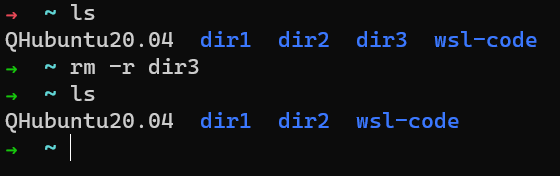 ➜  ~ ls
QHubuntu20.04  dir1  dir2  dir3  wsl-code
➜  ~ rm -r dir3
➜  ~ ls
QHubuntu20.04  dir1  dir2  wsl-code
➜  ~